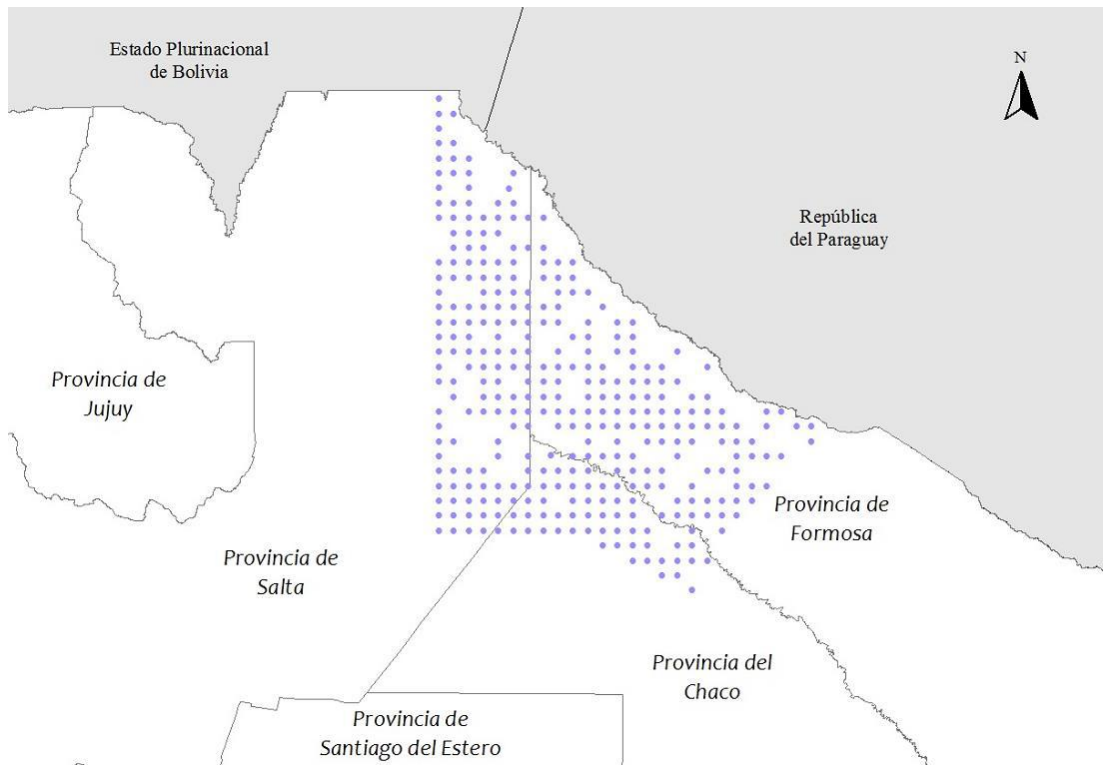 Estado Plurinacional
de Bolivia
N
República
del Paraguay
Provincia de
Jujuy
Provincia de
Formosa
Provincia de
Salta
Provincia del
Chaco
Provincia de
Santiago del Estero